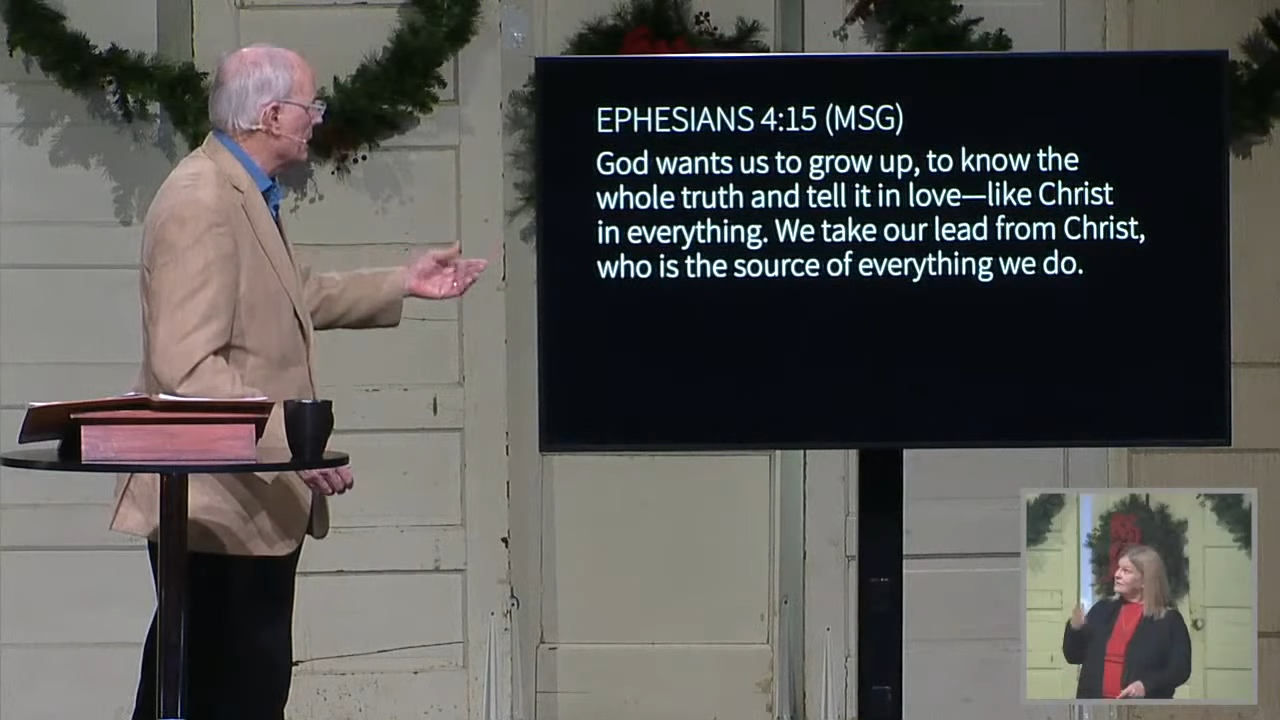 EPHESIANS 4:15 (MSG)
God wants us to grow up, to know the
whole truth and tell it in love—like Christ
in everything. We take our lead from Christ,
who is the source of everything we do.